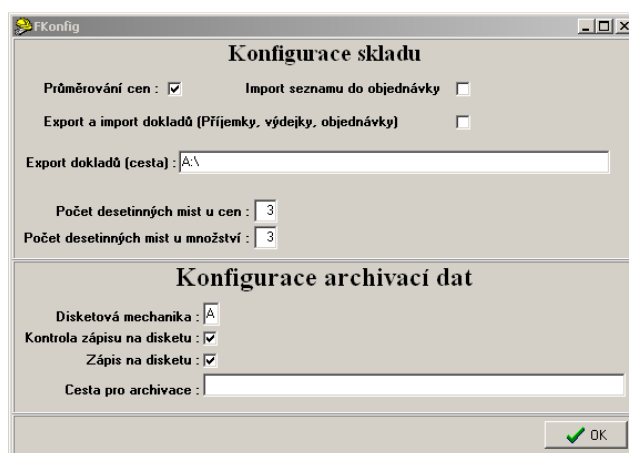 FKonfig
Konfigurace skladu
Průměrování cen : Import seznamu do objednávky
Export a import dokladů (Příjemky, výdejky, objednávky)
Export dokladů (cesta) : A:\
Počet desetinných mist u cen : 3
Počet desetinných mist u množství : 3
Konfigurace archivací dat
Disketová mechanika : A
Kontrola zápisu na disketu :
Zápis na disketu :
Cesta pro archivace :
OK